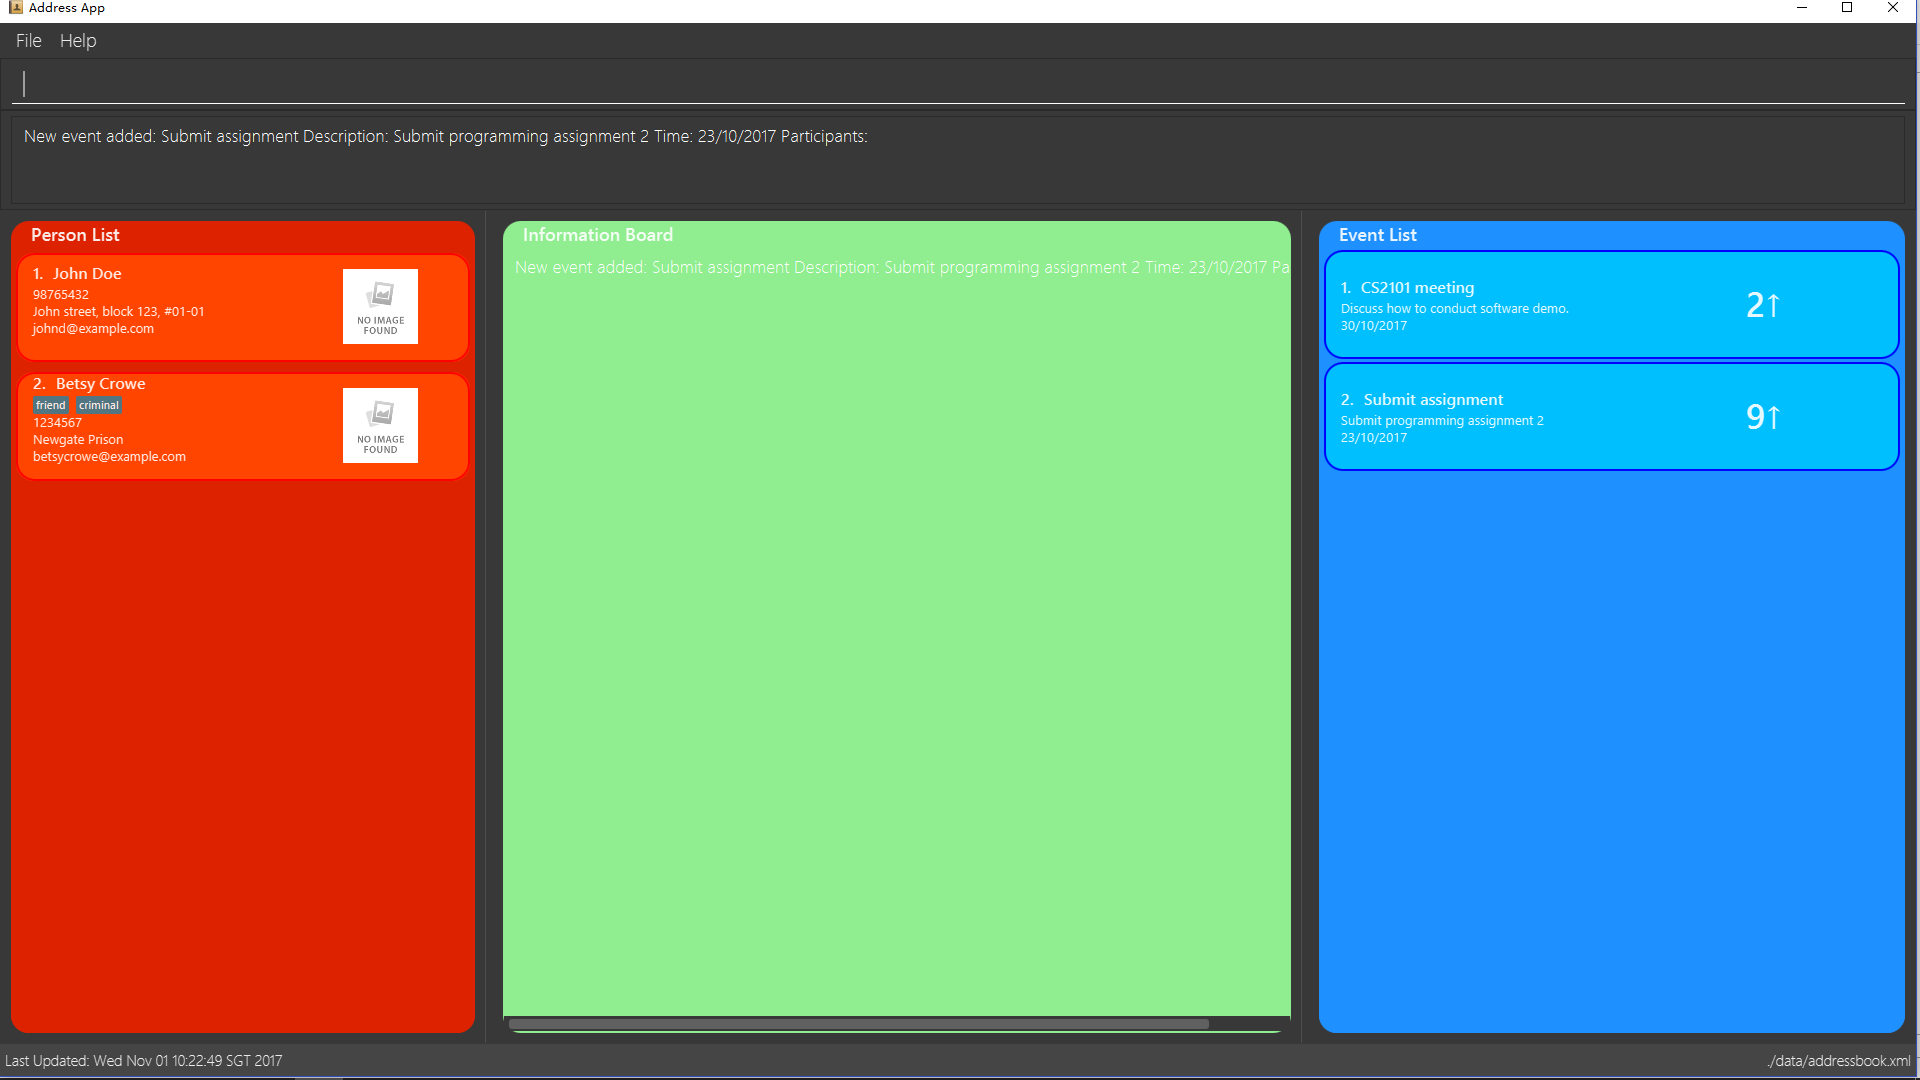 Address App
File Help
New event added: Submit assignment Description: Submit programming assignment 2 Time: 23/10/2017 Participants:
Person List
1. John Doe
98765432
John street, block 123, #01-01
johnd@example.com
NO IMAGE
FOUND
2. Betsy Crowe
friend criminal
1234567
Newgate Prison
betsycrowe@example.com
NO IMAGE
FOUND
Information Board
New event added: Submit assignment Description: Submit programming assignment 2 Time: 23/10/2017 Pa
Event List
1. CS2101 meeting
Discuss how to conduct software demo.
30/10/2017
2↑
2. Submit assignment
Submit programming assignment 2
23/10/2017
9↑
Last Updated: Wed Nov 01 10:22:49 SGT 2017
./data/addressbook.xml